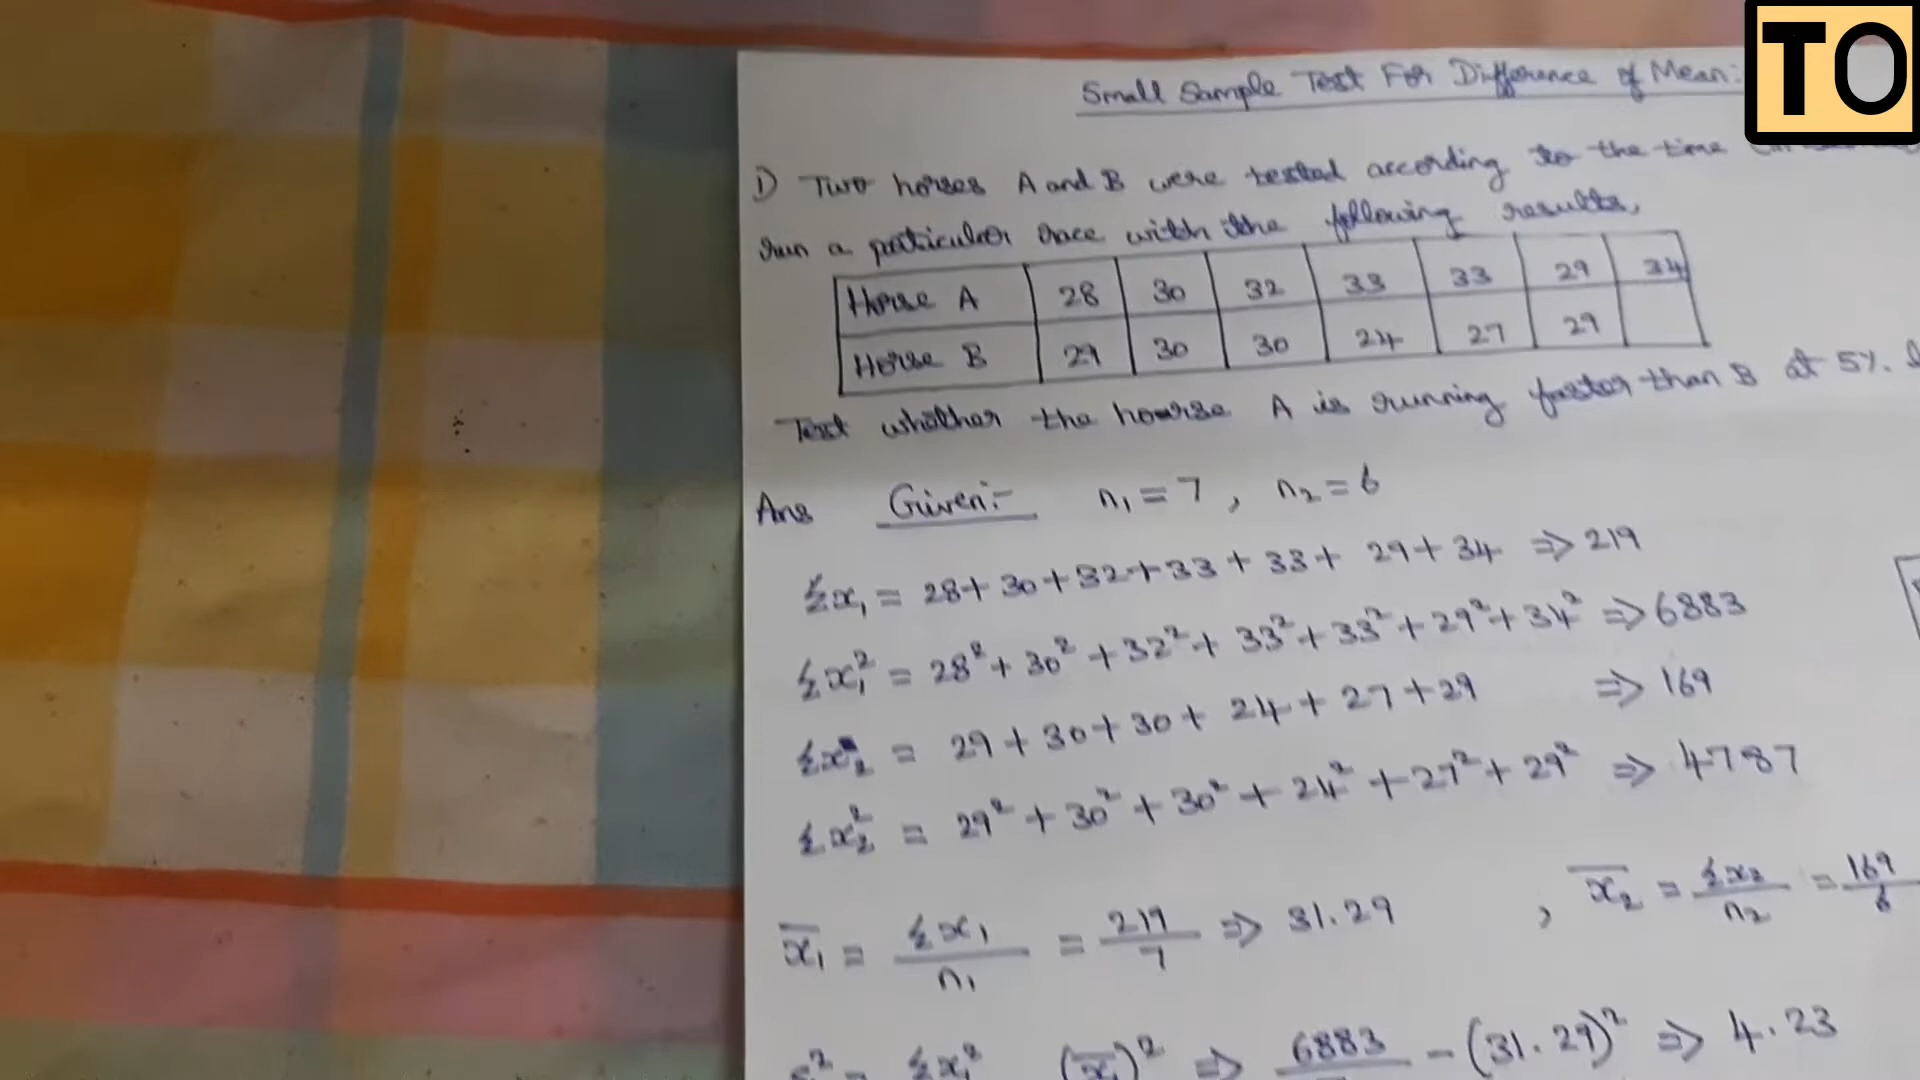 TO
Small Sample Test For Difference of Mean:
1) Two horses A and B were tested according to the time
run a particular race with the following results,
Horse A 28 30 32 33 33 29 34
Horse B 29 30 30 24 27 29
Test whether the hourse A is running faster than B at 5%.
Ans Given:- n₁ = 7, n₂ = 6
Σx₁ = 28+30+32+33+33+29+34 ⇒ 219
Σx₁² = 28²+30²+32²+33²+33²+29²+34² ⇒ 6883
Σx₂ = 29+30+30+24+27+29 ⇒ 169
Σx₂² = 29²+30²+30²+24²+27²+29² ⇒ 4787
x̄₁ = Σx₁/n₁ = 219/7 ⇒ 31.29, x̄₂ = Σx₂/n₂ = 169/6
s² = Σx₁² (x̄₁)² ⇒ 6883 - (31.29)² ⇒ 4.23